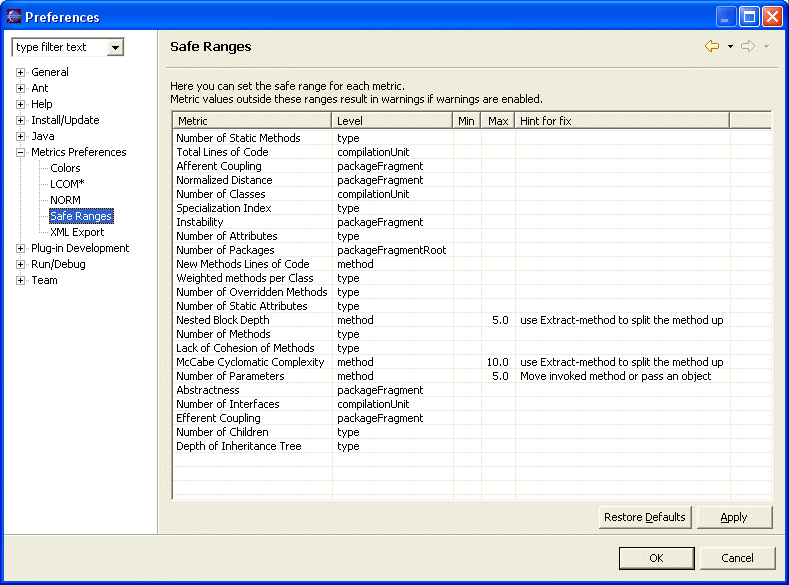 Preferences
type filter text
General
Ant
Help
Install/Update
Java
Metrics Preferences
Colors
LCOM*
NORM
Safe Ranges
XML Export
Plug-in Development
Run/Debug
Team
Safe Ranges
Here you can set the safe range for each metric.
Metric values outside these ranges result in warnings if warnings are enabled.
Metric Level Min Max Hint for fix
Number of Static Methods type
Total Lines of Code compilationUnit
Afferent Coupling packageFragment
Normalized Distance packageFragment
Number of Classes compilationUnit
Specialization Index type
Instability packageFragment
Number of Attributes type
Number of Packages packageFragmentRoot
New Methods Lines of Code method
Weighted methods per Class type
Number of Overridden Methods type
Number of Static Attributes type
Nested Block Depth method 5.0 use Extract-method to split the method up
Number of Methods type
Lack of Cohesion of Methods type
McCabe Cyclomatic Complexity method 10.0 use Extract-method to split the method up
Number of Parameters method 5.0 Move invoked method or pass an object
Abstractness packageFragment
Number of Interfaces compilationUnit
Efferent Coupling packageFragment
Number of Children type
Depth of Inheritance Tree type
Restore Defaults Apply
OK Cancel